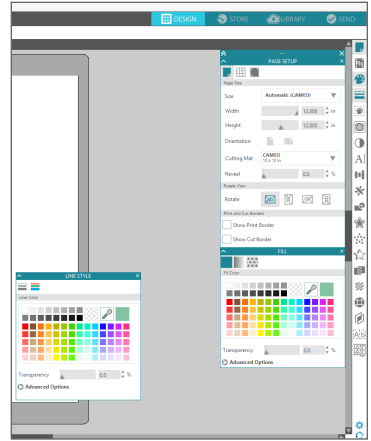 DESIGN STORE LIBRARY SEND
PAGE SETUP
Page Size
Size Automatic (CAMEO)
Width 12.000 in
Height 12.000 in
Orientation
Cutting Mat CAMEO
12 x 12 in
Reveal 0.0 %
Rotate View
Rotate
Print and Cut Borders
Show Print Border
Show Cut Border
FILL
Fill Color
Transparency 0.0 %
Advanced Options
LINE STYLE
Line Color
Transparency 0.0 %
Advanced Options